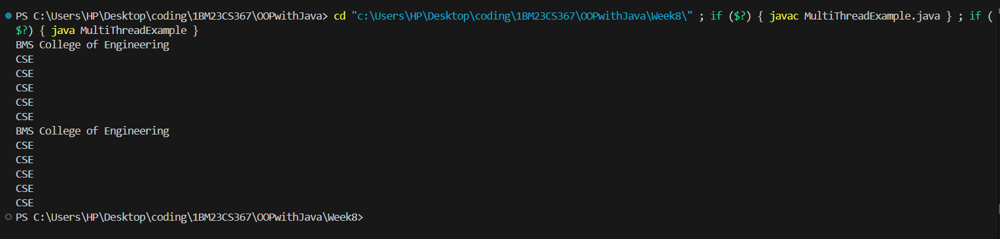 PS C:\Users\HP\Desktop\coding\1BM23CS367\OOPwithJava> cd "c:\Users\HP\Desktop\coding\1BM23CS367\OOPwithJava\Week8\" ; if ($?) { javac MultiThreadExample.java } ; if (
$?) { java MultiThreadExample }
BMS College of Engineering
CSE
CSE
CSE
CSE
CSE
BMS College of Engineering
CSE
CSE
CSE
CSE
CSE
PS C:\Users\HP\Desktop\coding\1BM23CS367\OOPwithJava\Week8>